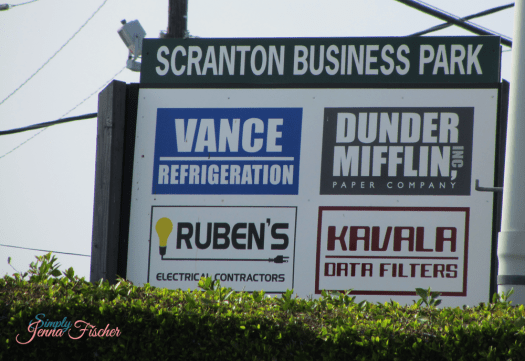 SCRANTON BUSINESS PARK
VANCE
REFRIGERATION
DUNDER
MIFFLIN, INC
PAPER COMPANY
RUBEN'S
ELECTRICAL CONTRACTORS
KAVALA
DATA FILTERS
Simply
Jenna Fischer